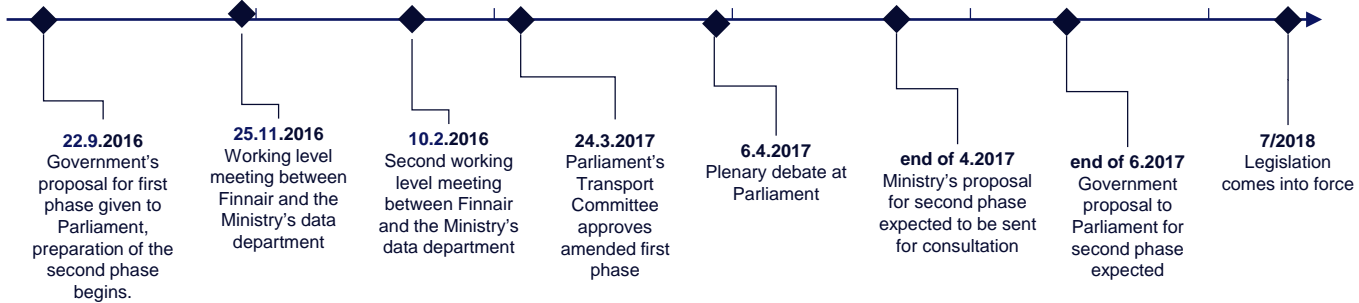 22.9.2016
Government's
proposal for first
phase given to
Parliament,
preparation of the
second phase
begins.
25.11.2016
Working level
meeting between
Finnair and the
Ministry's data
department
10.2.2016
Second working
level meeting
between Finnair
and the Ministry's
data department
24.3.2017
Parliament's
Transport
Committee
approves
amended first
phase
6.4.2017
Plenary debate at
Parliament
end of 4.2017
Ministry's proposal
for second phase
expected to be sent
for consultation
end of 6.2017
Government
proposal to
Parliament for
second phase
expected
7/2018
Legislation
comes into force